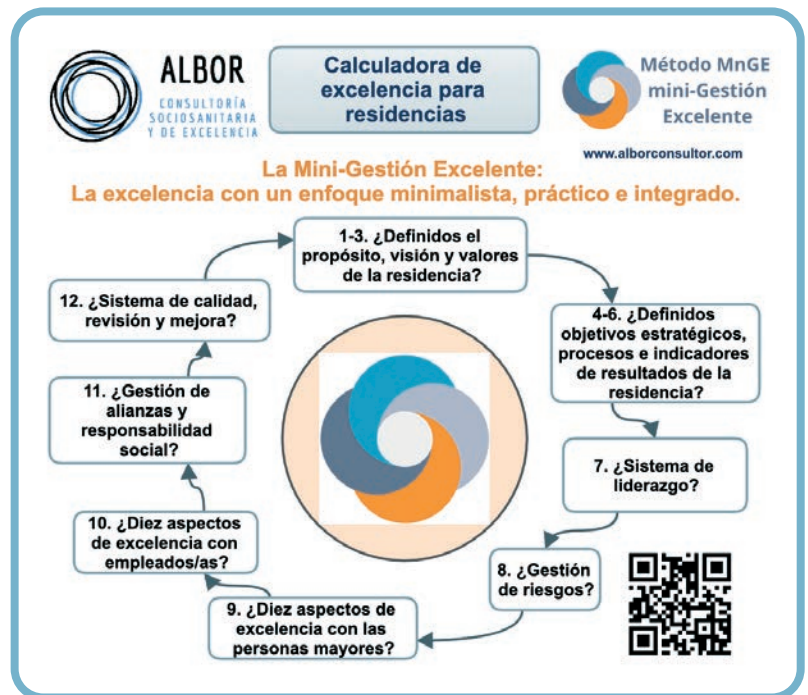 ALBOR
CONSULTORÍA
SOCIOSANITARIA
Y DE EXCELENCIA
Calculadora de
excelencia para
residencias
Método MnGE
mini-Gestión
Excelente
www.alborconsultor.com
La Mini-Gestión Excelente:
La excelencia con un enfoque minimalista, práctico e integrado.
1-3. ¿Definidos el
propósito, visión y valores
de la residencia?
4-6. ¿Definidos
objetivos estratégicos,
procesos e indicadores
de resultados de la
residencia?
7. ¿Sistema de
liderazgo?
8. ¿Gestión
de riesgos?
9. ¿Diez aspectos de
excelencia con las
personas mayores?
10. ¿Diez aspectos
de excelencia con
empleados/as?
11. ¿Gestión de
alianzas y
responsabilidad
social?
12. ¿Sistema de calidad,
revisión y mejora?